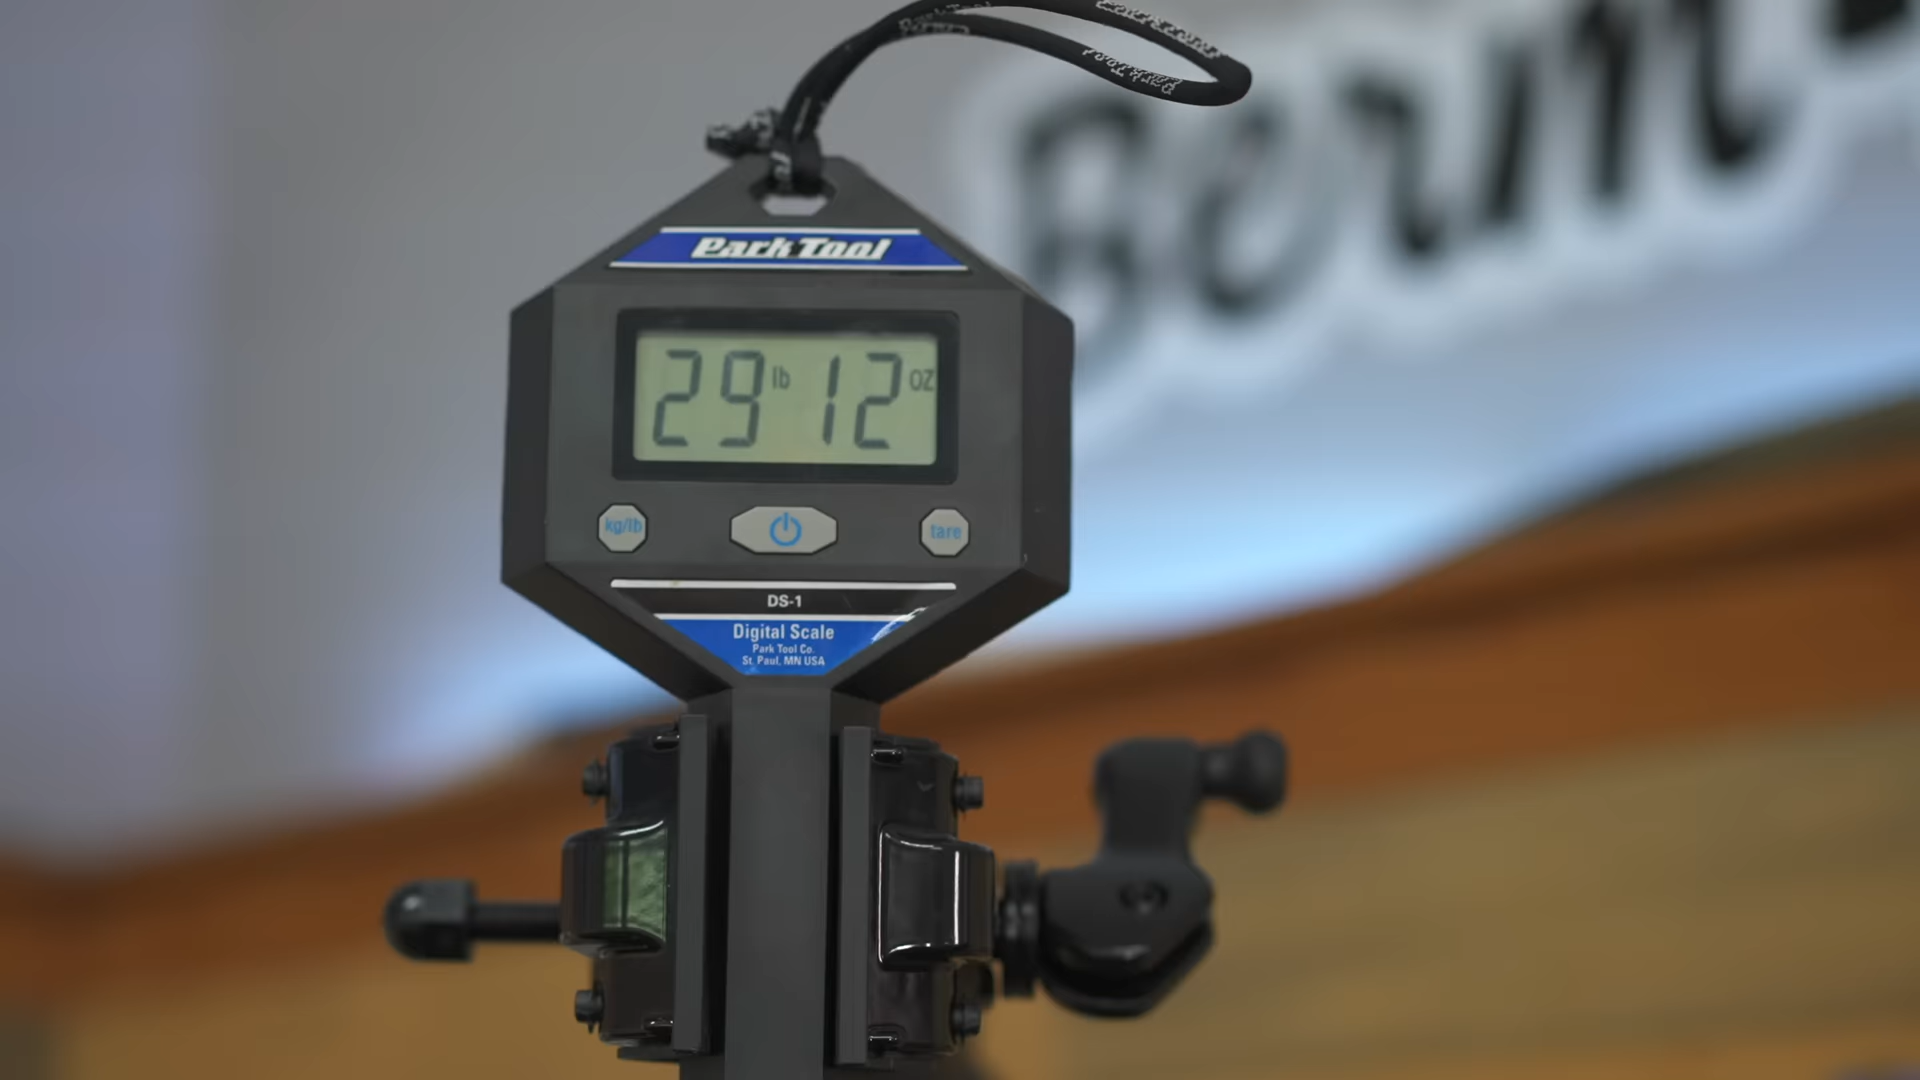 Park Tool
29 lb 12 oz
kg/lb
tare
DS-1
Digital Scale
Park Tool Co.
St. Paul, MN USA